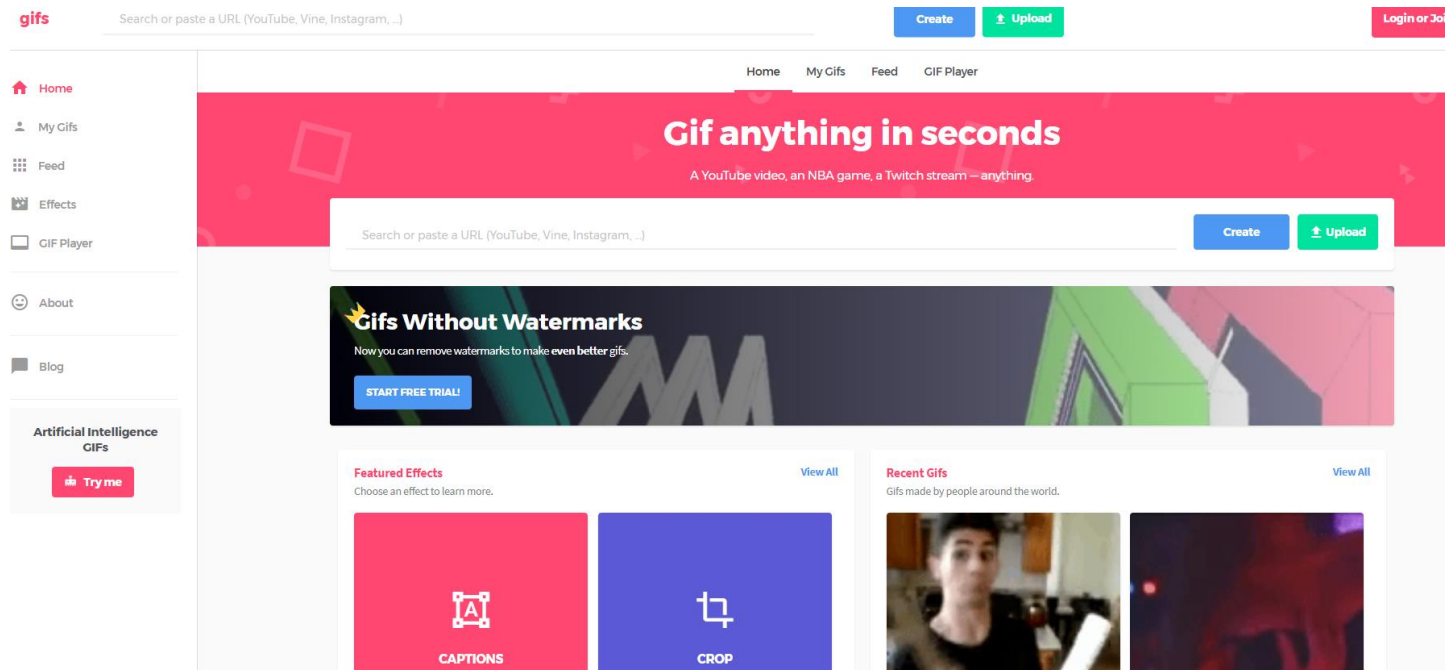 gifs
Search or paste a URL (YouTube, Vine, Instagram, ...)
Create
Upload
Login or Joi
Home
My Gifs
Feed
GIF Player
Home
My Gifs
Feed
Effects
GIF Player
About
Blog
Artificial Intelligence
GIFs
Try me
Gif anything in seconds
A YouTube video, an NBA game, a Twitch stream — anything.
Search or paste a URL (YouTube, Vine, Instagram, ...)
Create
Upload
Gifs Without Watermarks
Now you can remove watermarks to make even better gifs.
START FREE TRIAL!
Featured Effects
View All
Choose an effect to learn more.
A
CAPTIONS
CROP
Recent Gifs
View All
Gifs made by people around the world.